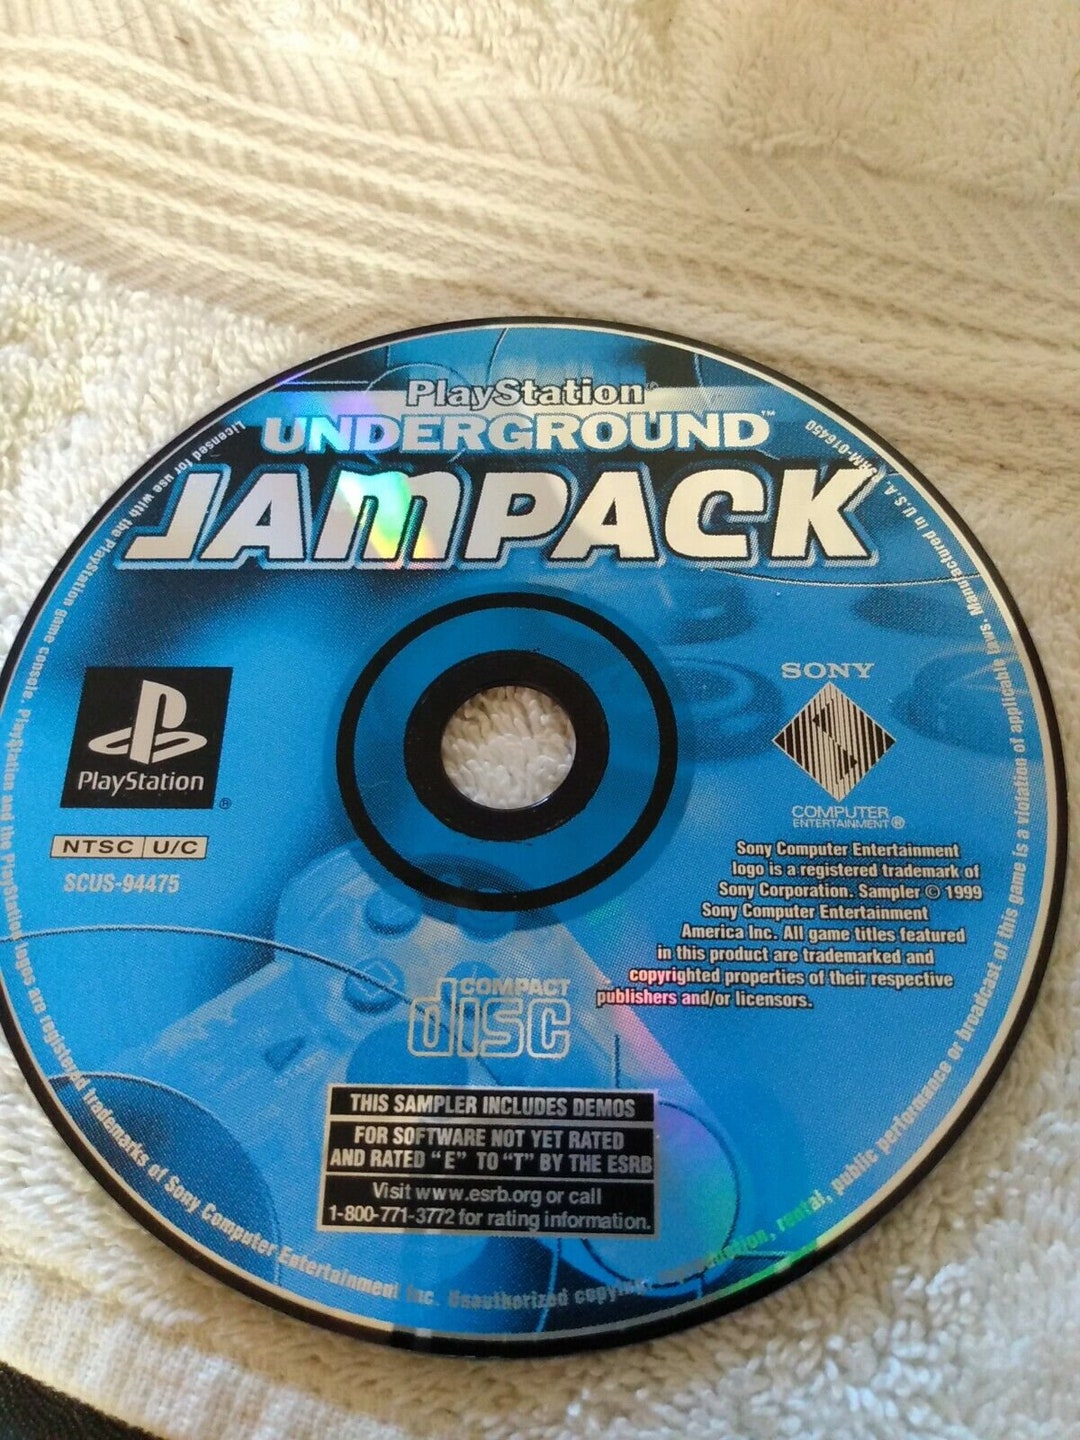 PlayStation®
UNDERGROUND™
JAMPACK
PlayStation
®
NTSC U/C
SCUS-94475
SONY
COMPUTER
ENTERTAINMENT®
Sony Computer Entertainment
logo is a registered trademark of
Sony Corporation. Sampler © 1999
Sony Computer Entertainment
America Inc. All game titles featured
in this product are trademarked and
copyrighted properties of their respective
publishers and/or licensors.
COMPACT
disc
THIS SAMPLER INCLUDES DEMOS
FOR SOFTWARE NOT YET RATED
AND RATED "E" TO "T" BY THE ESRB
Visit www.esrb.org or call
1-800-771-3772 for rating information.
Licensed for use with the PlayStation game console. PlayStation and the PlayStation logos are registered trademarks of Sony Computer Entertainment Inc. Unauthorized copying, reproduction, rental, public performance or broadcast of this game is a violation of applicable laws. Manufactured in U.S.A.